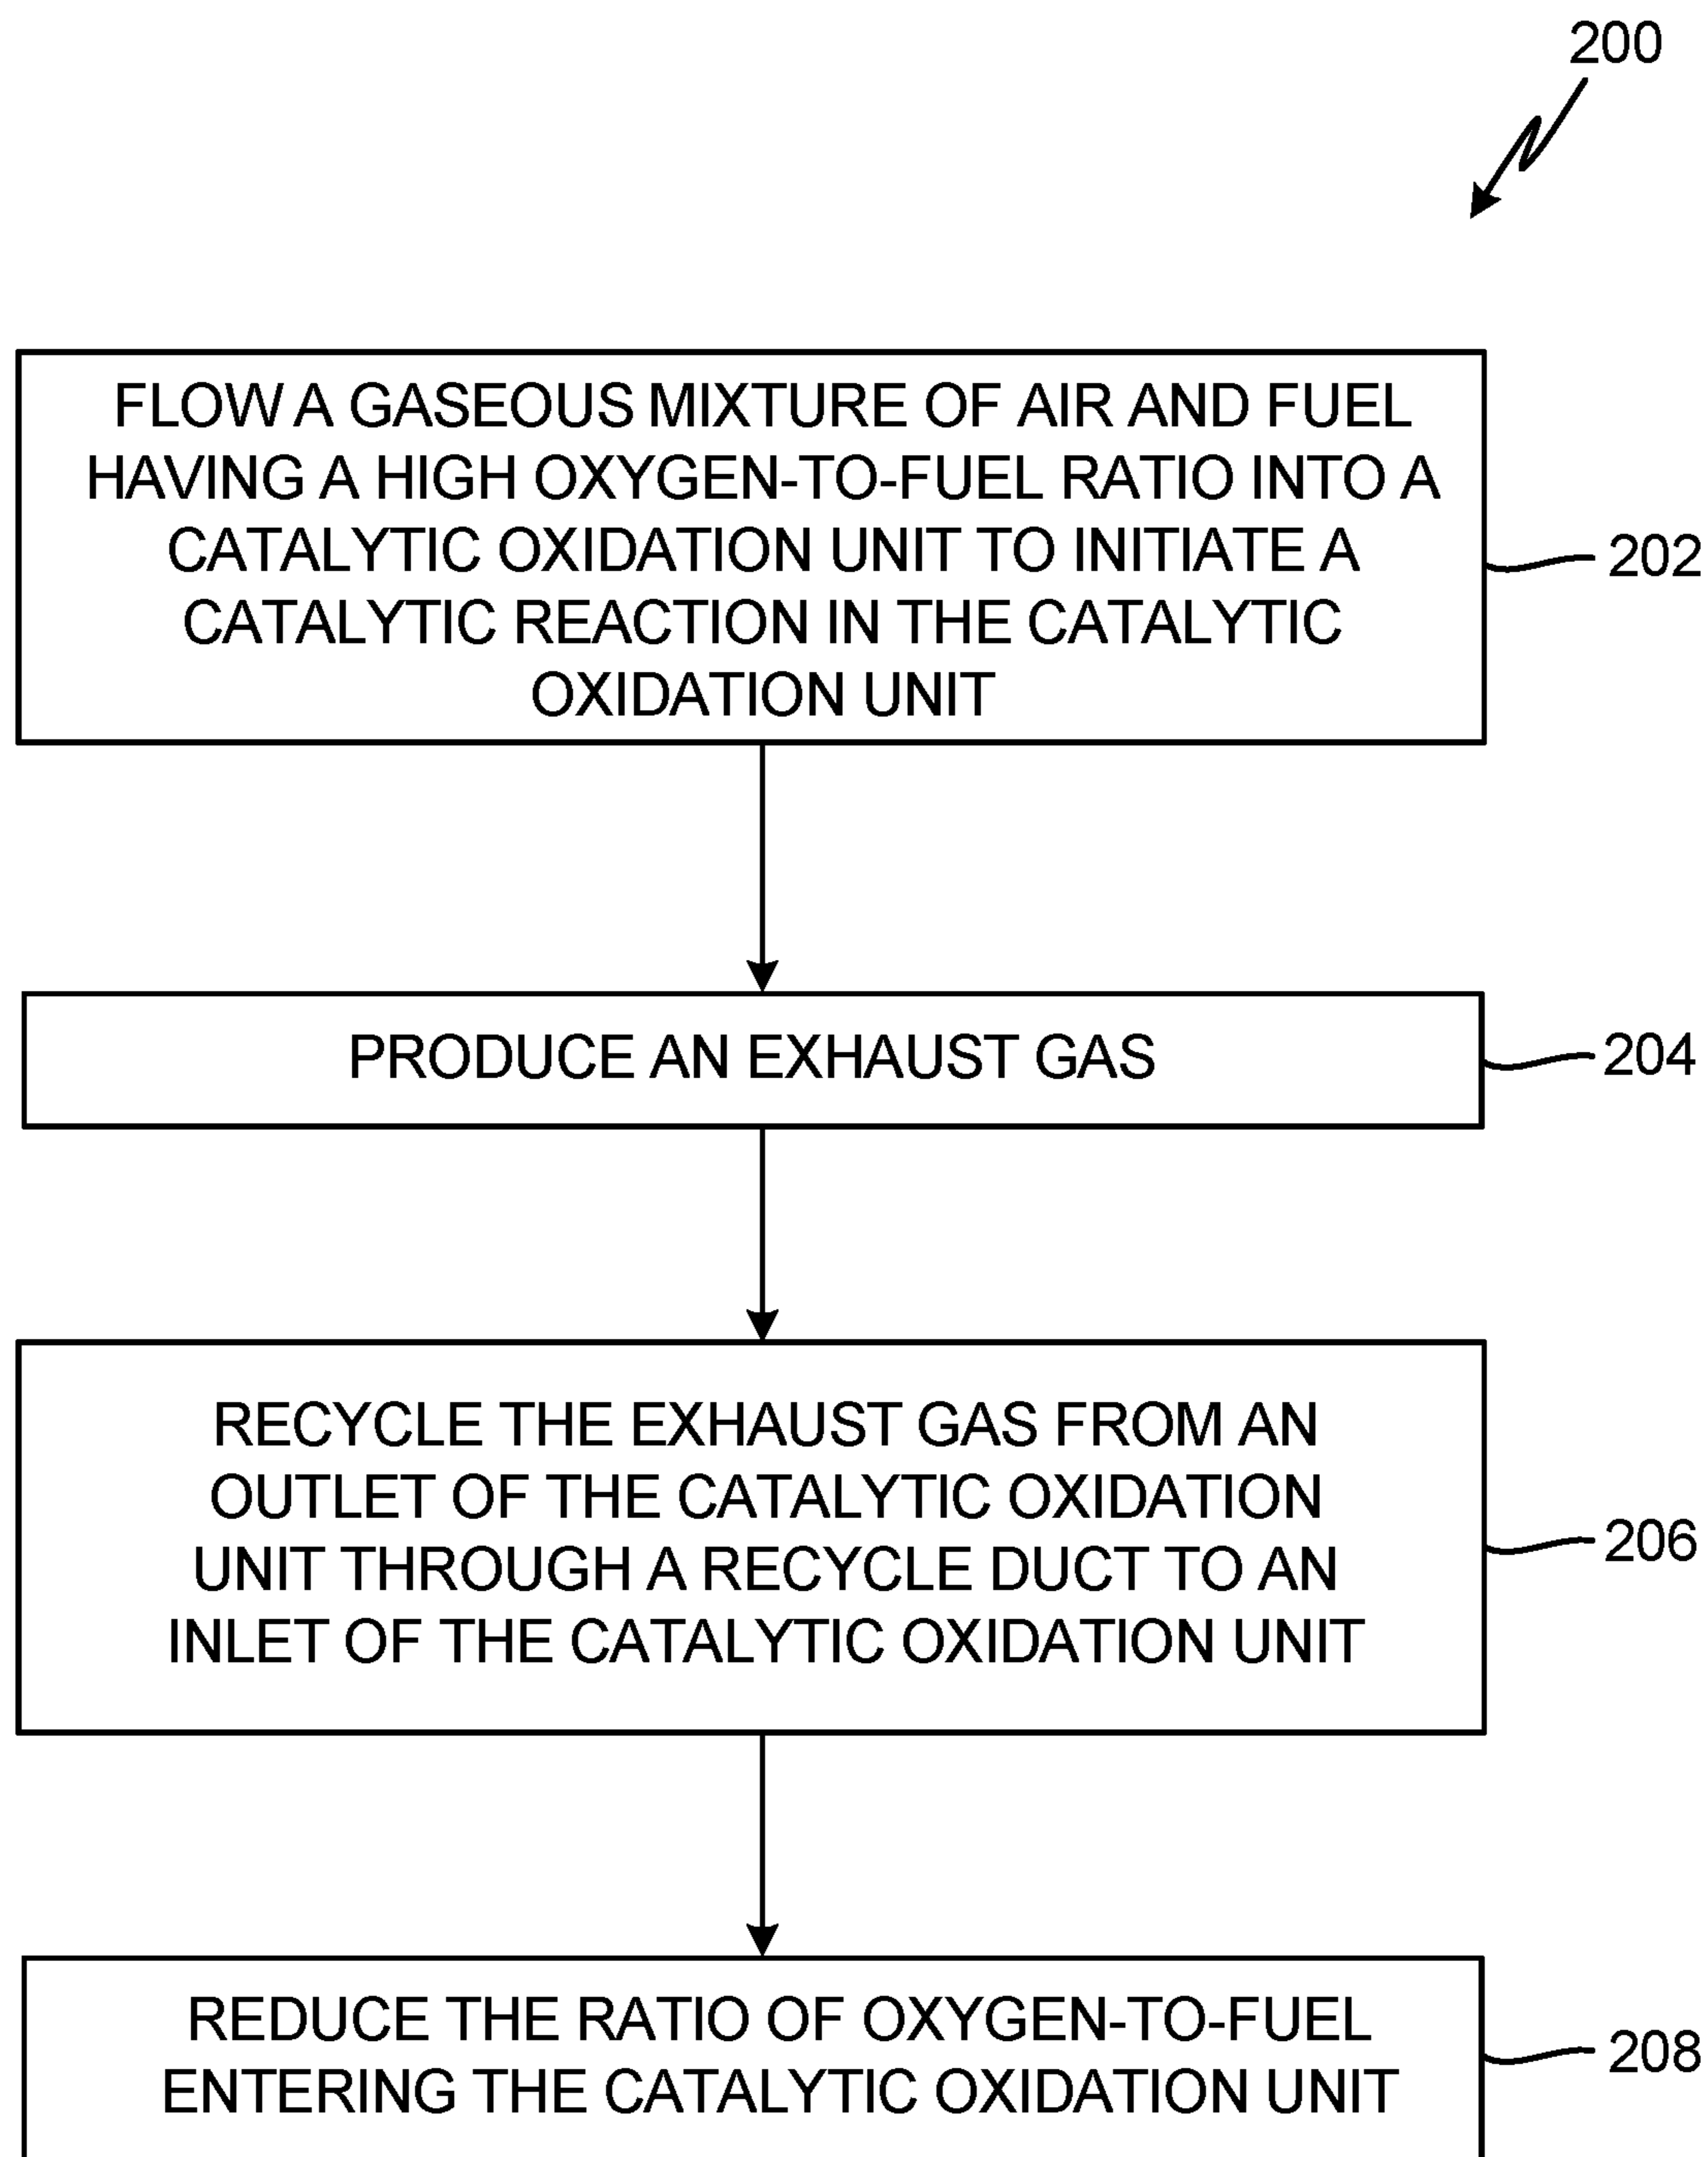 200
FLOW A GASEOUS MIXTURE OF AIR AND FUEL
HAVING A HIGH OXYGEN-TO-FUEL RATIO INTO A
CATALYTIC OXIDATION UNIT TO INITIATE A
CATALYTIC REACTION IN THE CATALYTIC
OXIDATION UNIT
202
PRODUCE AN EXHAUST GAS
204
RECYCLE THE EXHAUST GAS FROM AN
OUTLET OF THE CATALYTIC OXIDATION
UNIT THROUGH A RECYCLE DUCT TO AN
INLET OF THE CATALYTIC OXIDATION UNIT
206
REDUCE THE RATIO OF OXYGEN-TO-FUEL
ENTERING THE CATALYTIC OXIDATION UNIT
208